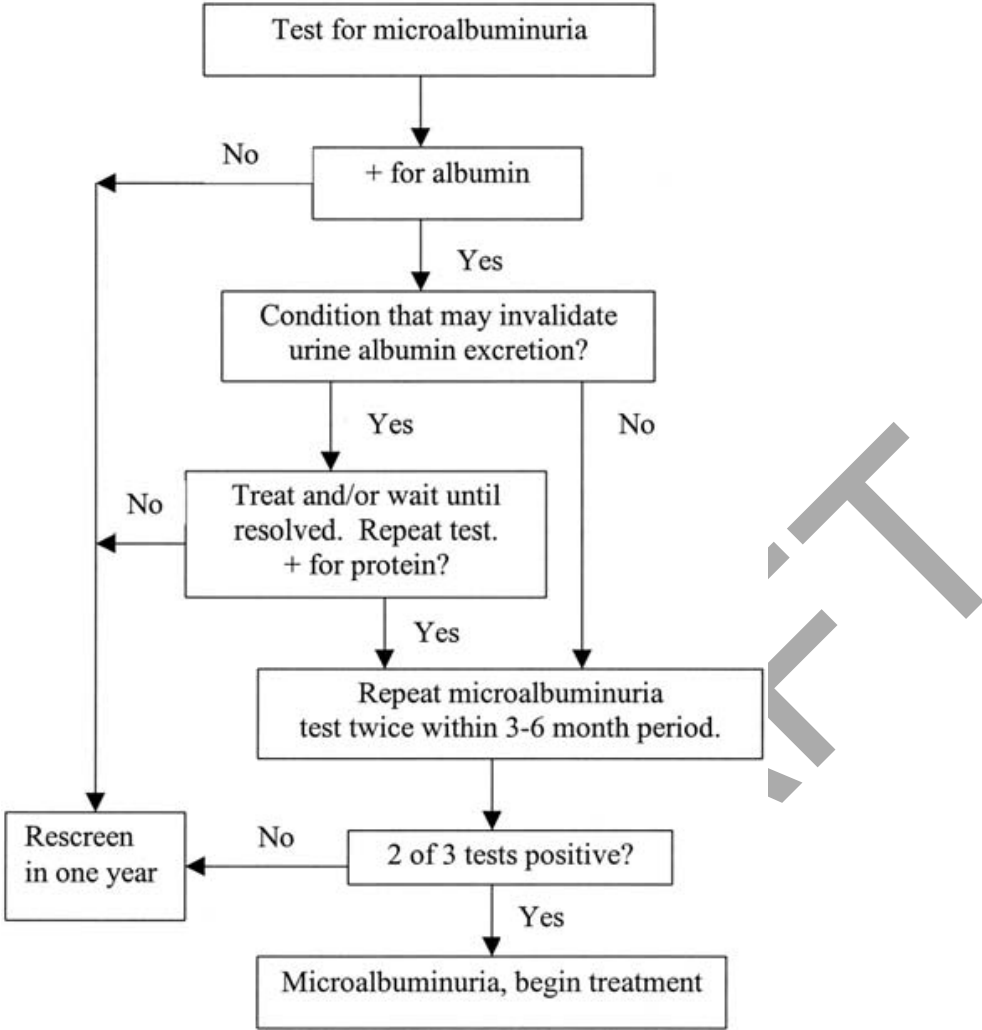 Test for microalbuminuria
No
+ for albumin
Yes
Condition that may invalidate
urine albumin excretion?
Yes
No
No
Treat and/or wait until
resolved.  Repeat test.
+ for protein?
Yes
Repeat microalbuminuria
test twice within 3-6 month period.
Rescreen
in one year
No
2 of 3 tests positive?
Yes
Microalbuminuria, begin treatment